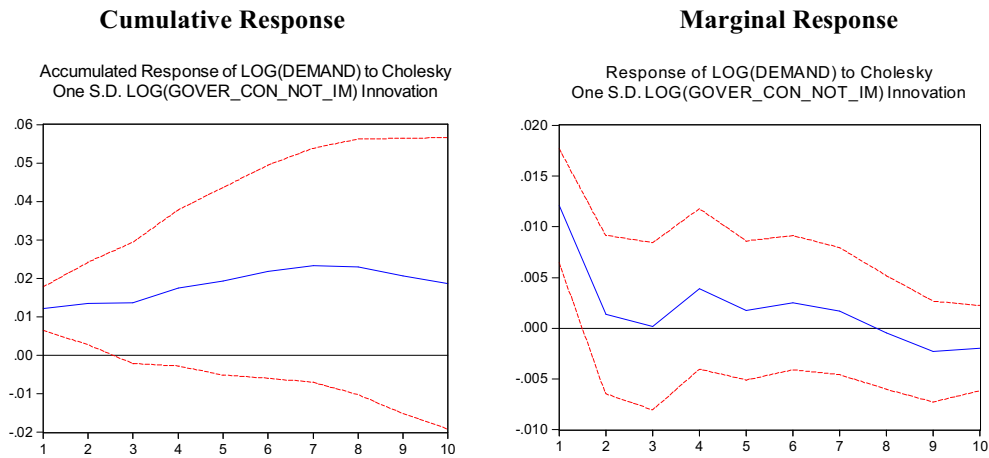 Cumulative Response
Marginal Response
Accumulated Response of LOG(DEMAND) to Cholesky
One S.D. LOG(GOVER_CON_NOT_IM) Innovation
.06
.05
.04
.03
.02
.01
.00
-.01
-.02
1 2 3 4 5 6 7 8 9 10
Response of LOG(DEMAND) to Cholesky
One S.D. LOG(GOVER_CON_NOT_IM) Innovation
.020
.015
.010
.005
.000
-.005
-.010
1 2 3 4 5 6 7 8 9 10